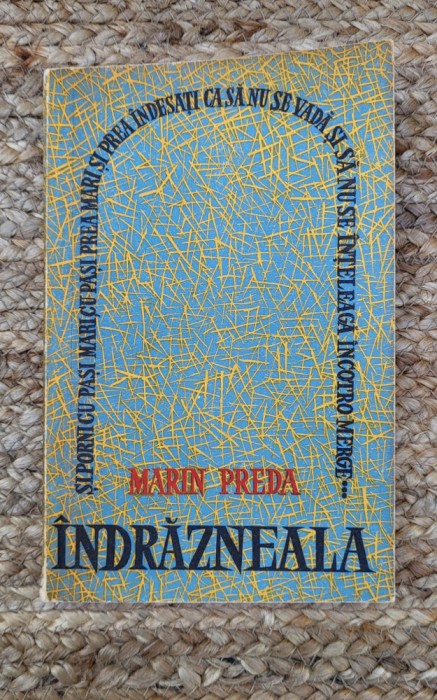 ȘI PORNI CU PAȘI MARI, CU PAȘI PREA MARI ȘI PREA ÎNDESAȚI CA SĂ NU SE VADĂ ȘI SĂ NU SE ÎNȚELEAGĂ ÎNCOTRO MERGE...
MARIN PREDA
ÎNDRĂZNEALA